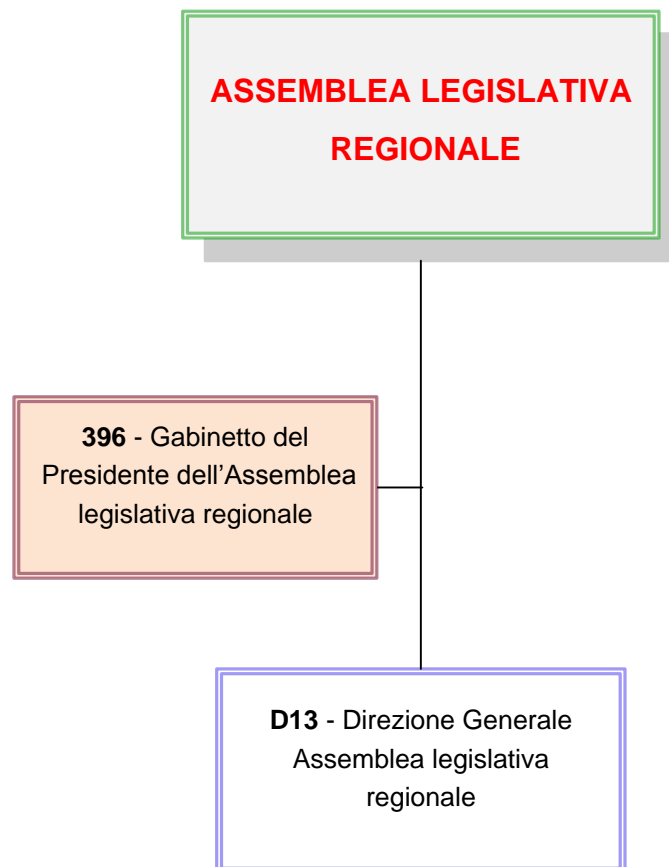 ASSEMBLEA LEGISLATIVA
REGIONALE
396 - Gabinetto del
Presidente dell’Assemblea
legislativa regionale
D13 - Direzione Generale
Assemblea legislativa
regionale